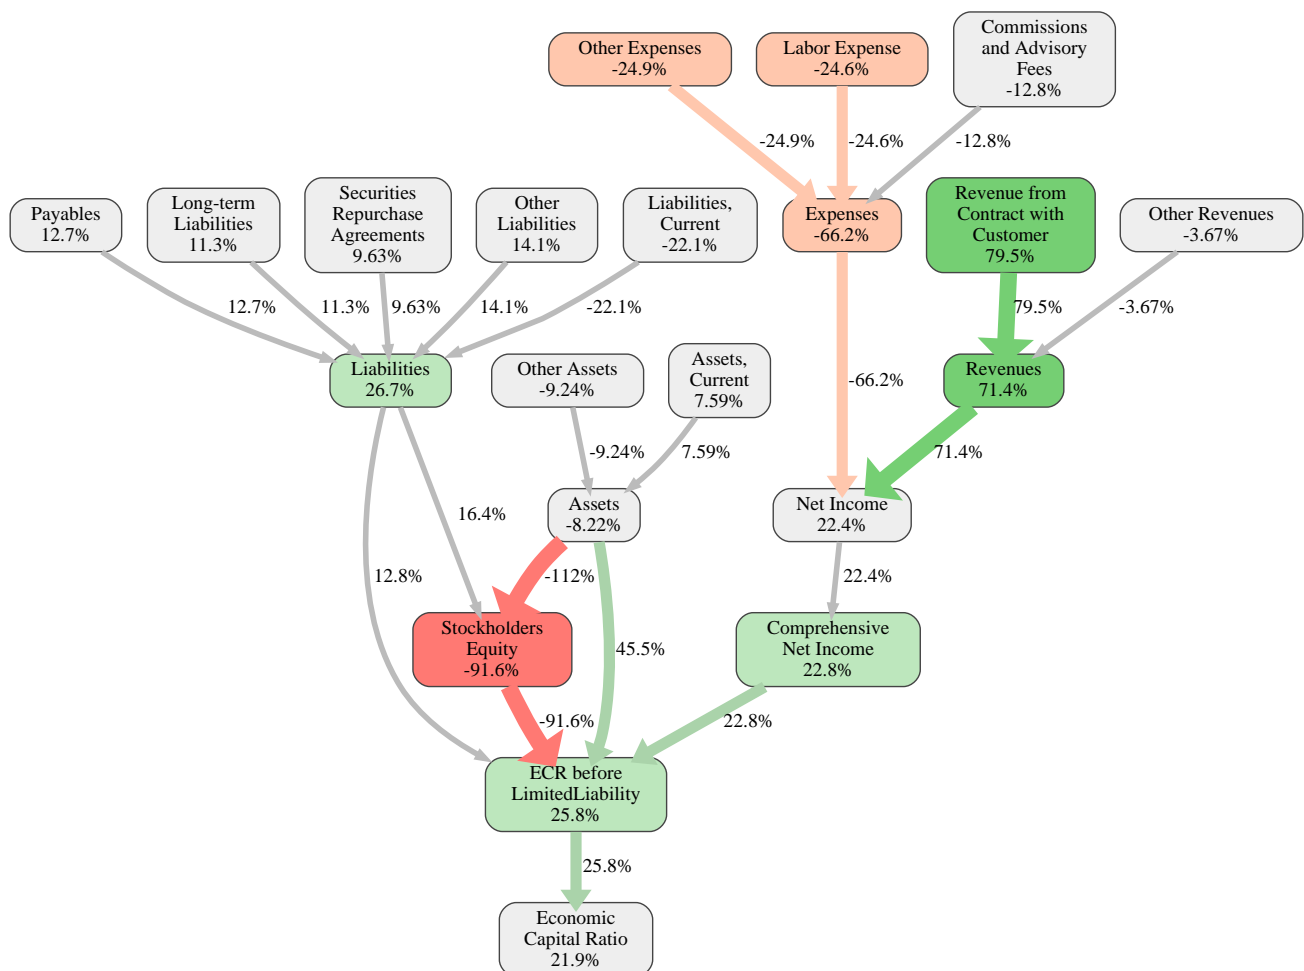 Other Expenses
-24.9%
Labor Expense
-24.6%
Commissions
and Advisory
Fees
-12.8%
-24.9%
-24.6%
-12.8%
Payables
12.7%
Long-term
Liabilities
11.3%
Securities
Repurchase
Agreements
9.63%
Other
Liabilities
14.1%
Liabilities,
Current
-22.1%
Expenses
-66.2%
Revenue from
Contract with
Customer
79.5%
Other Revenues
-3.67%
12.7%
11.3%
9.63%
14.1%
-22.1%
79.5%
-3.67%
Liabilities
26.7%
Other Assets
-9.24%
Assets,
Current
7.59%
-66.2%
Revenues
71.4%
-9.24%
7.59%
71.4%
16.4%
Assets
-8.22%
Net Income
22.4%
12.8%
-112%
22.4%
Stockholders
Equity
-91.6%
45.5%
Comprehensive
Net Income
22.8%
-91.6%
22.8%
ECR before
LimitedLiability
25.8%
25.8%
Economic
Capital Ratio
21.9%